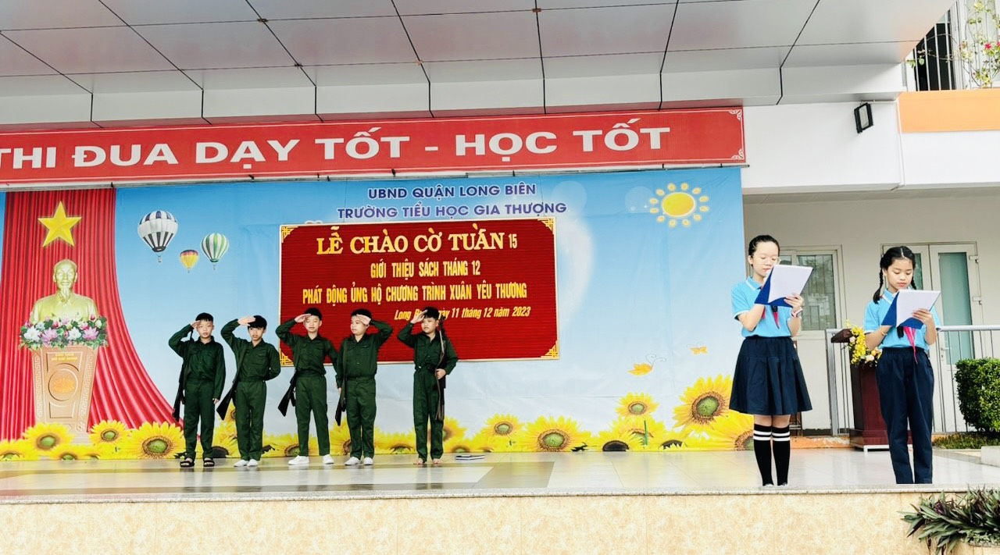 THI ĐUA DẠY TỐT - HỌC TỐT
UBND QUẬN LONG BIÊN
TRƯỜNG TIỂU HỌC GIA THƯỢNG
LỄ CHÀO CỜ TUẦN 15
GIỚI THIỆU SÁCH THÁNG 12
PHÁT ĐỘNG ỦNG HỘ CHƯƠNG TRÌNH XUÂN YÊU THƯƠNG
Long 11 tháng 12 năm 2023